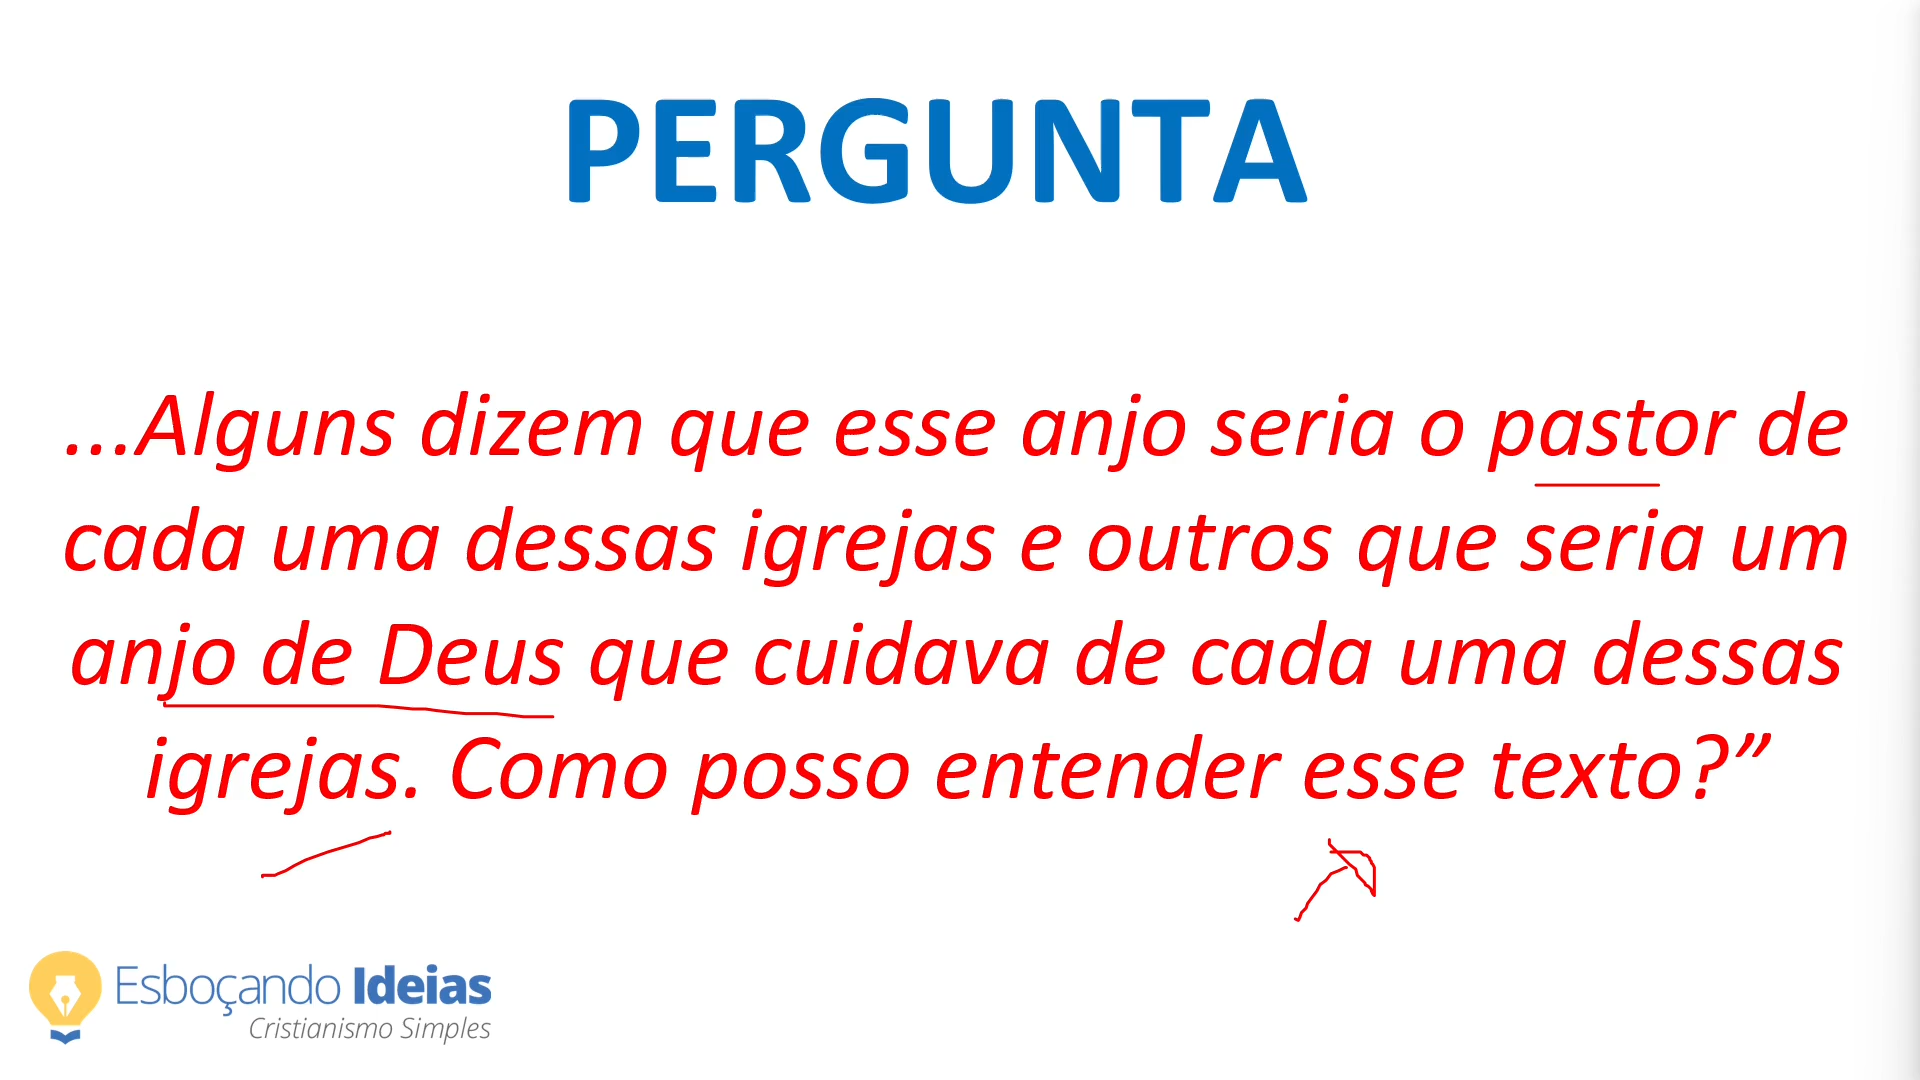 PERGUNTA
...Alguns dizem que esse anjo seria o pastor de
cada uma dessas igrejas e outros que seria um
anjo de Deus que cuidava de cada uma dessas
igrejas. Como posso entender esse texto?”
Esboçando Ideias
Cristianismo Simples